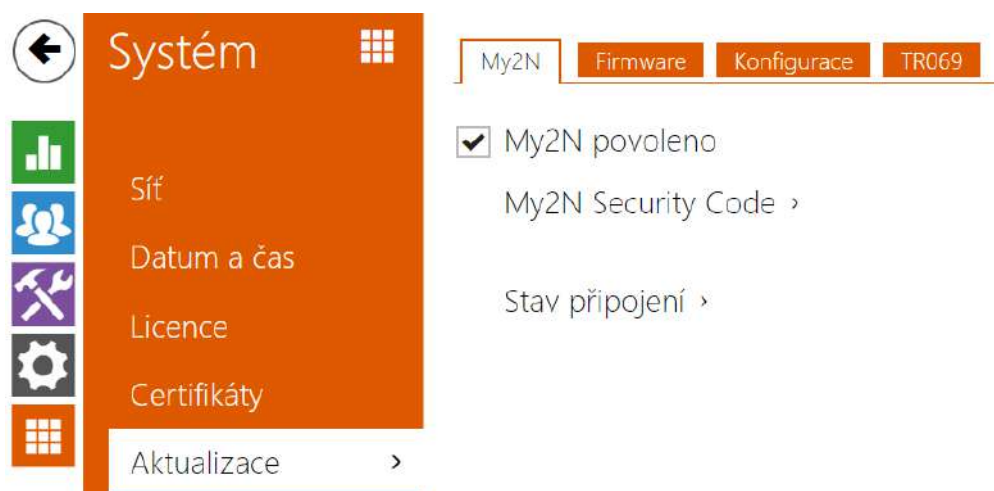 Systém
Síť
Datum a čas
Licence
Certifikáty
Aktualizace
My2N Firmware Konfigurace TR069
My2N povoleno
My2N Security Code
Stav připojení